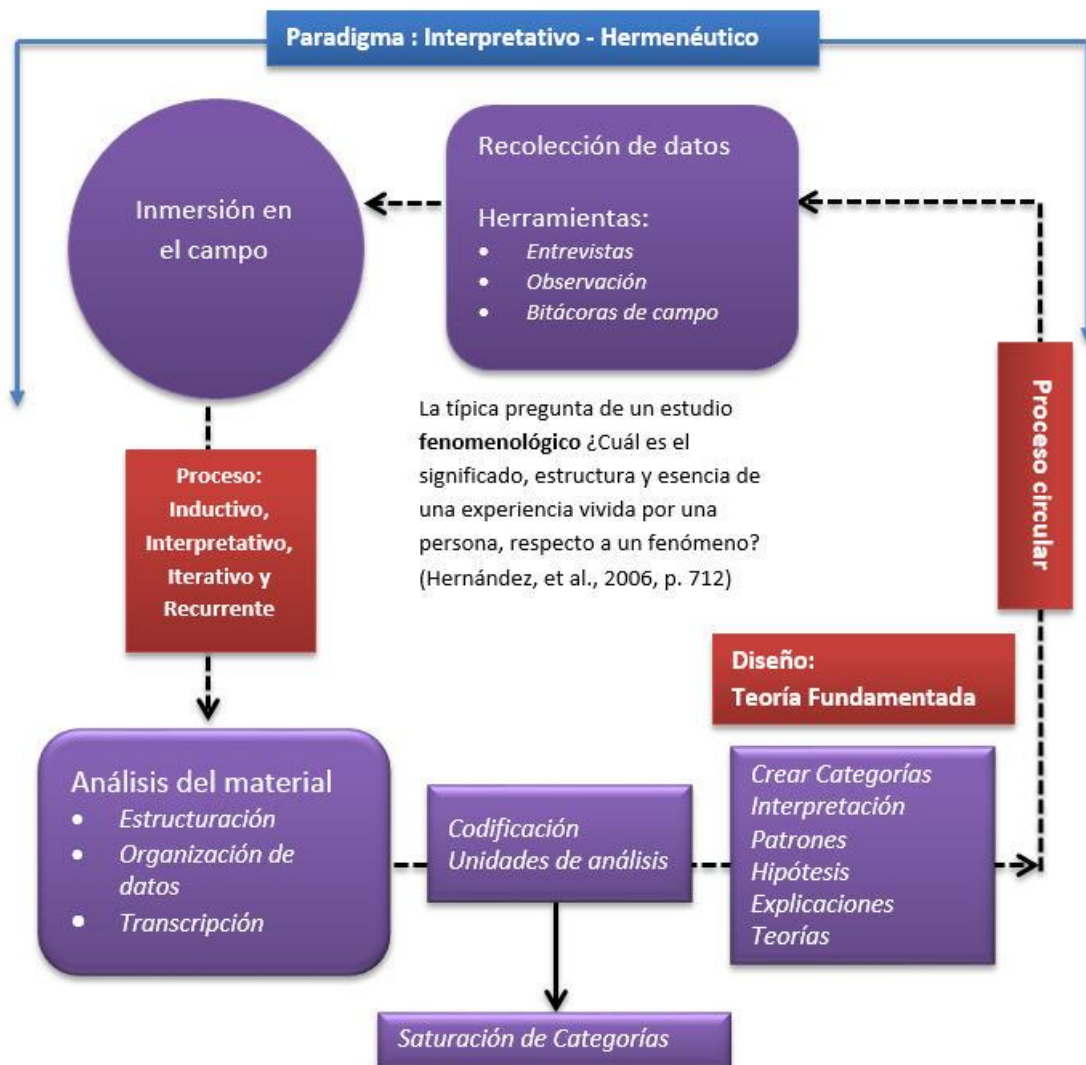 Paradigma : Interpretativo - Hermenéutico
Inmersión en
el campo
Recolección de datos
Herramientas:
• Entrevistas
• Observación
• Bitácoras de campo
La típica pregunta de un estudio
fenomenológico ¿Cuál es el
significado, estructura y esencia de
una experiencia vivida por una
persona, respecto a un fenómeno?
(Hernández, et al., 2006, p. 712)
Proceso circular
Proceso:
Inductivo,
Interpretativo,
Iterativo y
Recurrente
Diseño:
Teoría Fundamentada
Análisis del material
• Estructuración
• Organización de
datos
• Transcripción
Codificación
Unidades de análisis
Crear Categorías
Interpretación
Patrones
Hipótesis
Explicaciones
Teorías
Saturación de Categorías